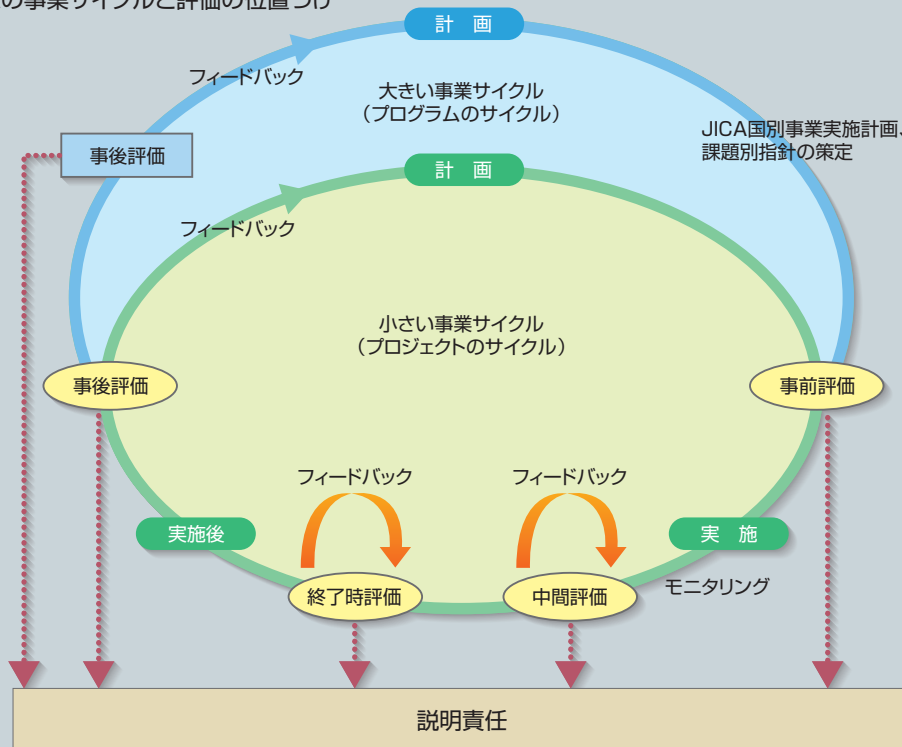 の事業サイクルと評価の位置づけ
計 画
フィードバック
大きい事業サイクル
（プログラムのサイクル）
JICA国別事業実施計画、
課題別指針の策定
事後評価
計 画
フィードバック
小さい事業サイクル
（プロジェクトのサイクル）
事後評価
事前評価
フィードバック
フィードバック
実施後
実 施
終了時評価
中間評価
モニタリング
説明責任